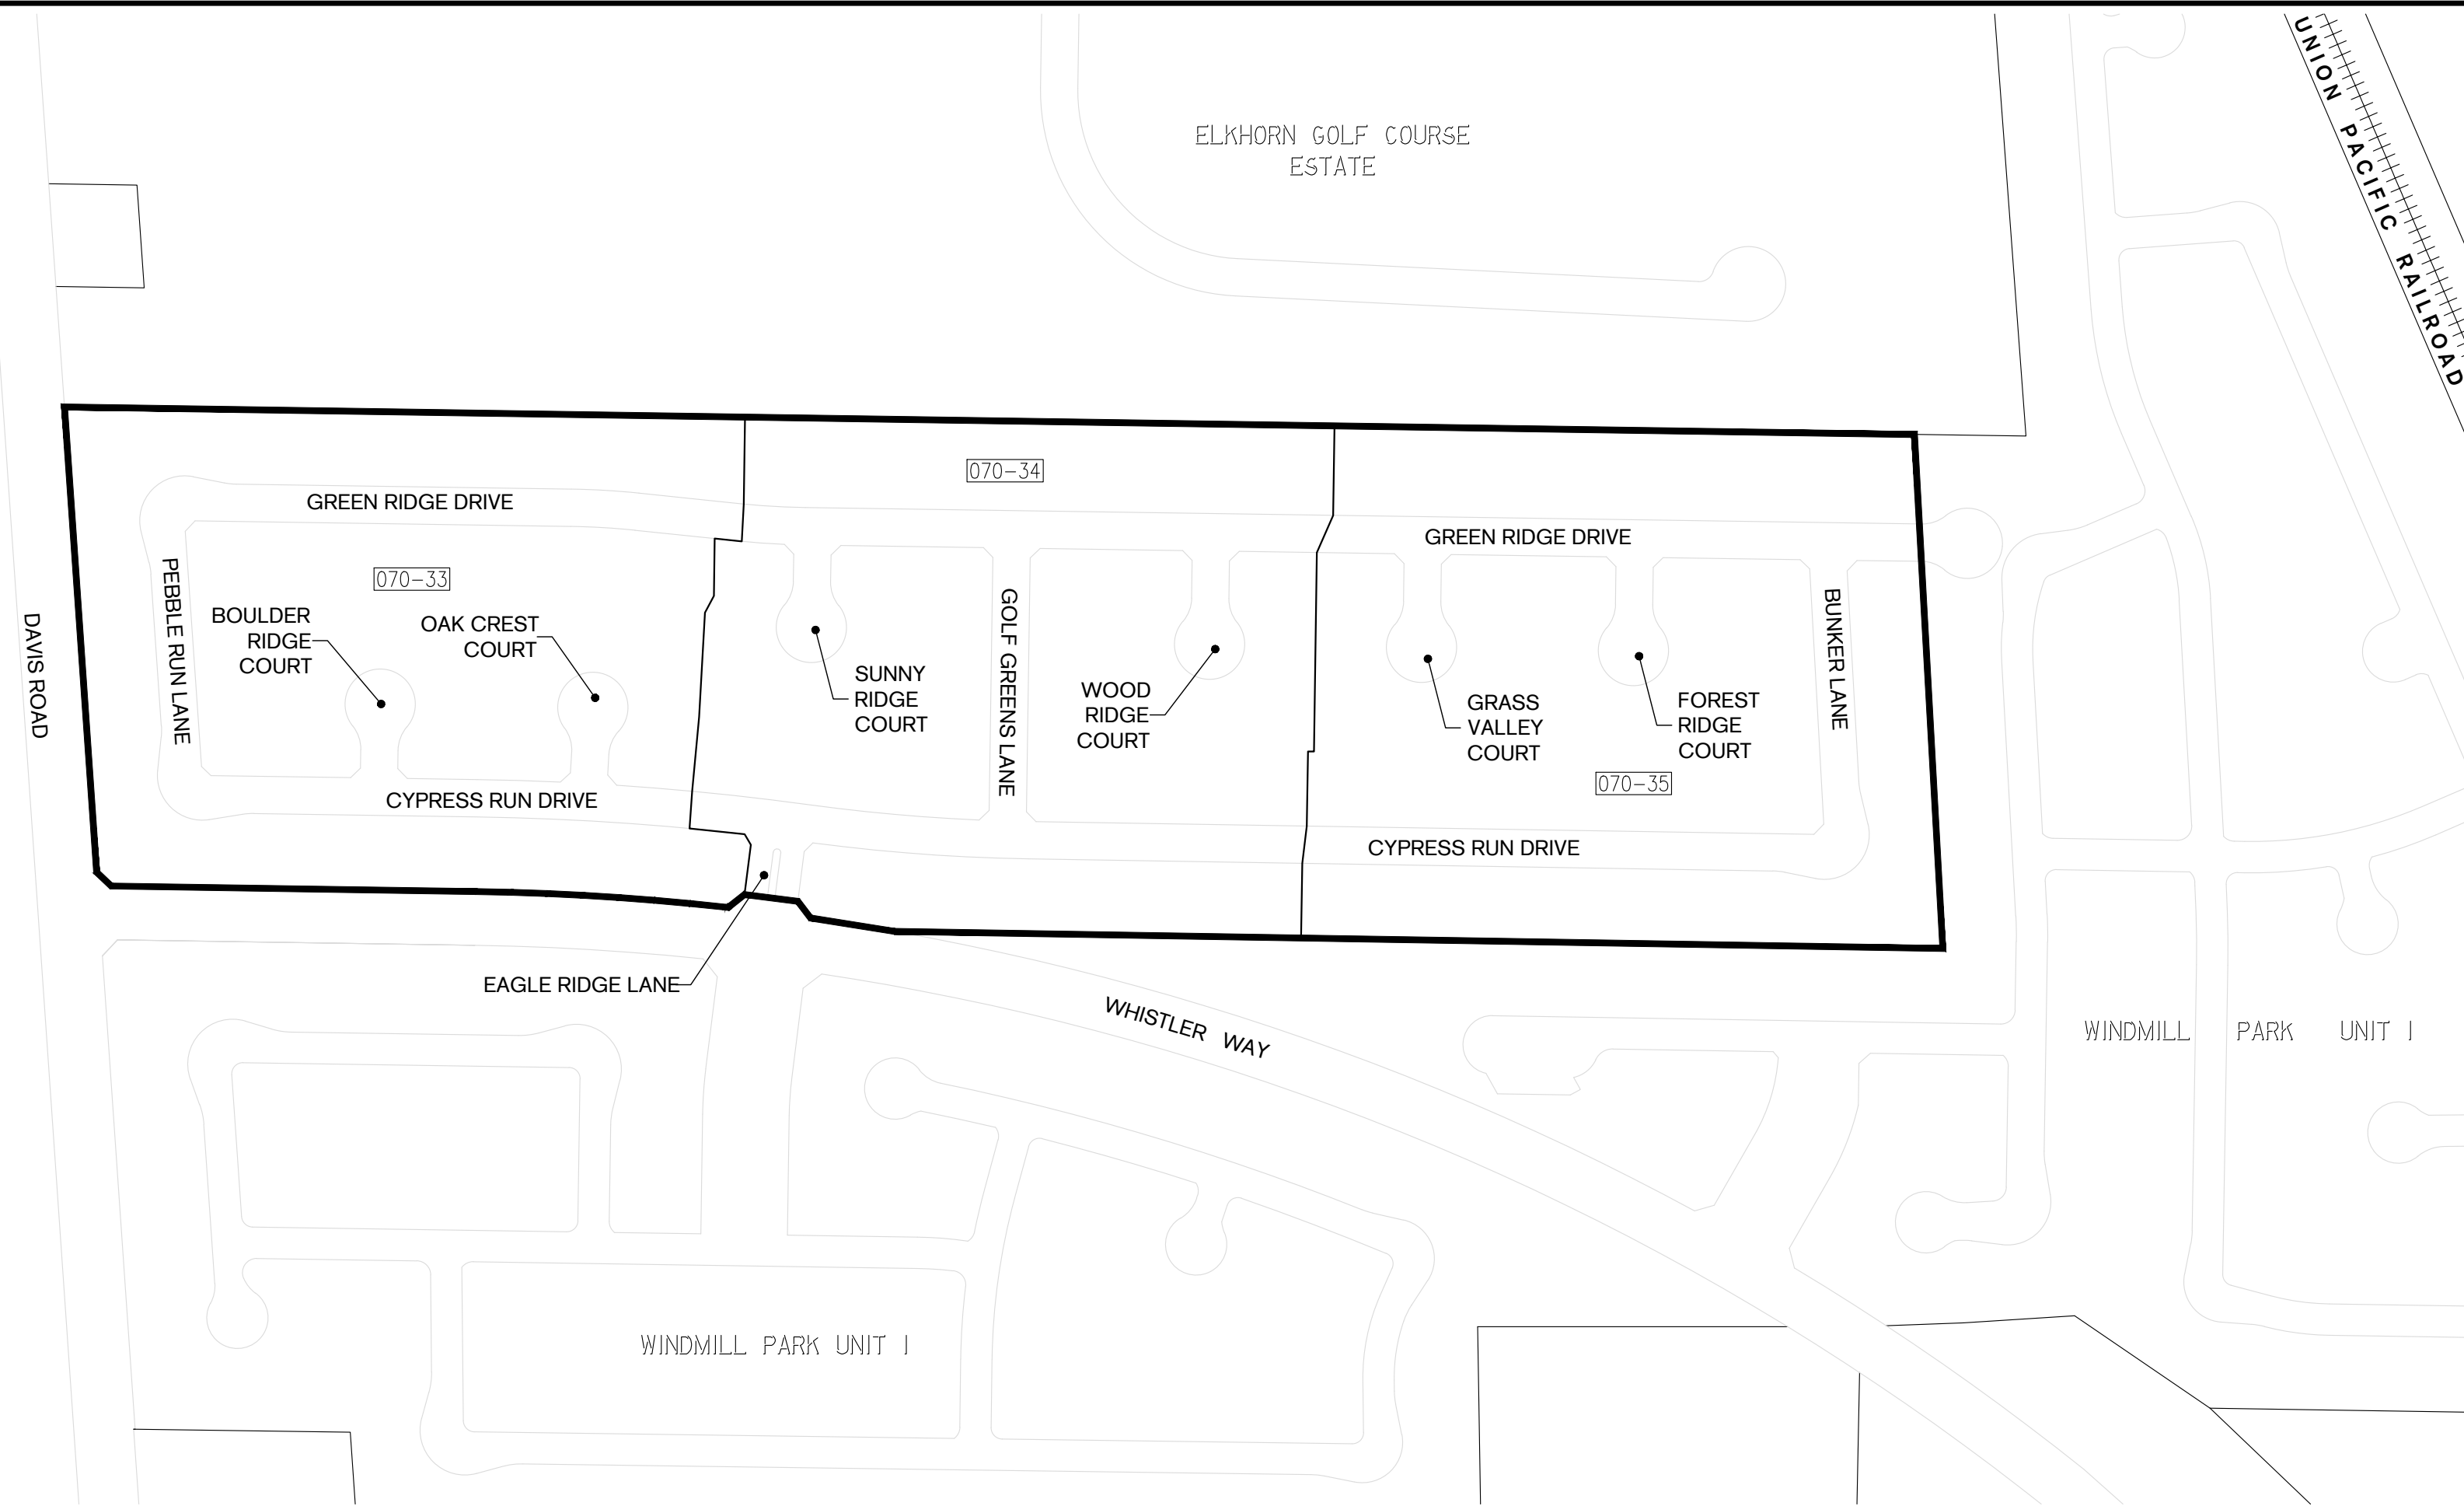 UNION PACIFIC RAILROAD
ELKHORN GOLF COURSE
ESTATE
070-34
GREEN RIDGE DRIVE
GREEN RIDGE DRIVE
070-33
PEBBLE RUN LANE
BOULDER
RIDGE
COURT
OAK CREST
COURT
DAVIS ROAD
SUNNY
RIDGE
COURT
GOLF GREENS LANE
WOOD
RIDGE
COURT
GRASS
VALLEY
COURT
FOREST
RIDGE
COURT
BUNKER LANE
070-35
CYPRESS RUN DRIVE
CYPRESS RUN DRIVE
EAGLE RIDGE LANE
WHISTLER WAY
WINDMILL PARK UNIT 1
WINDMILL PARK UNIT 1